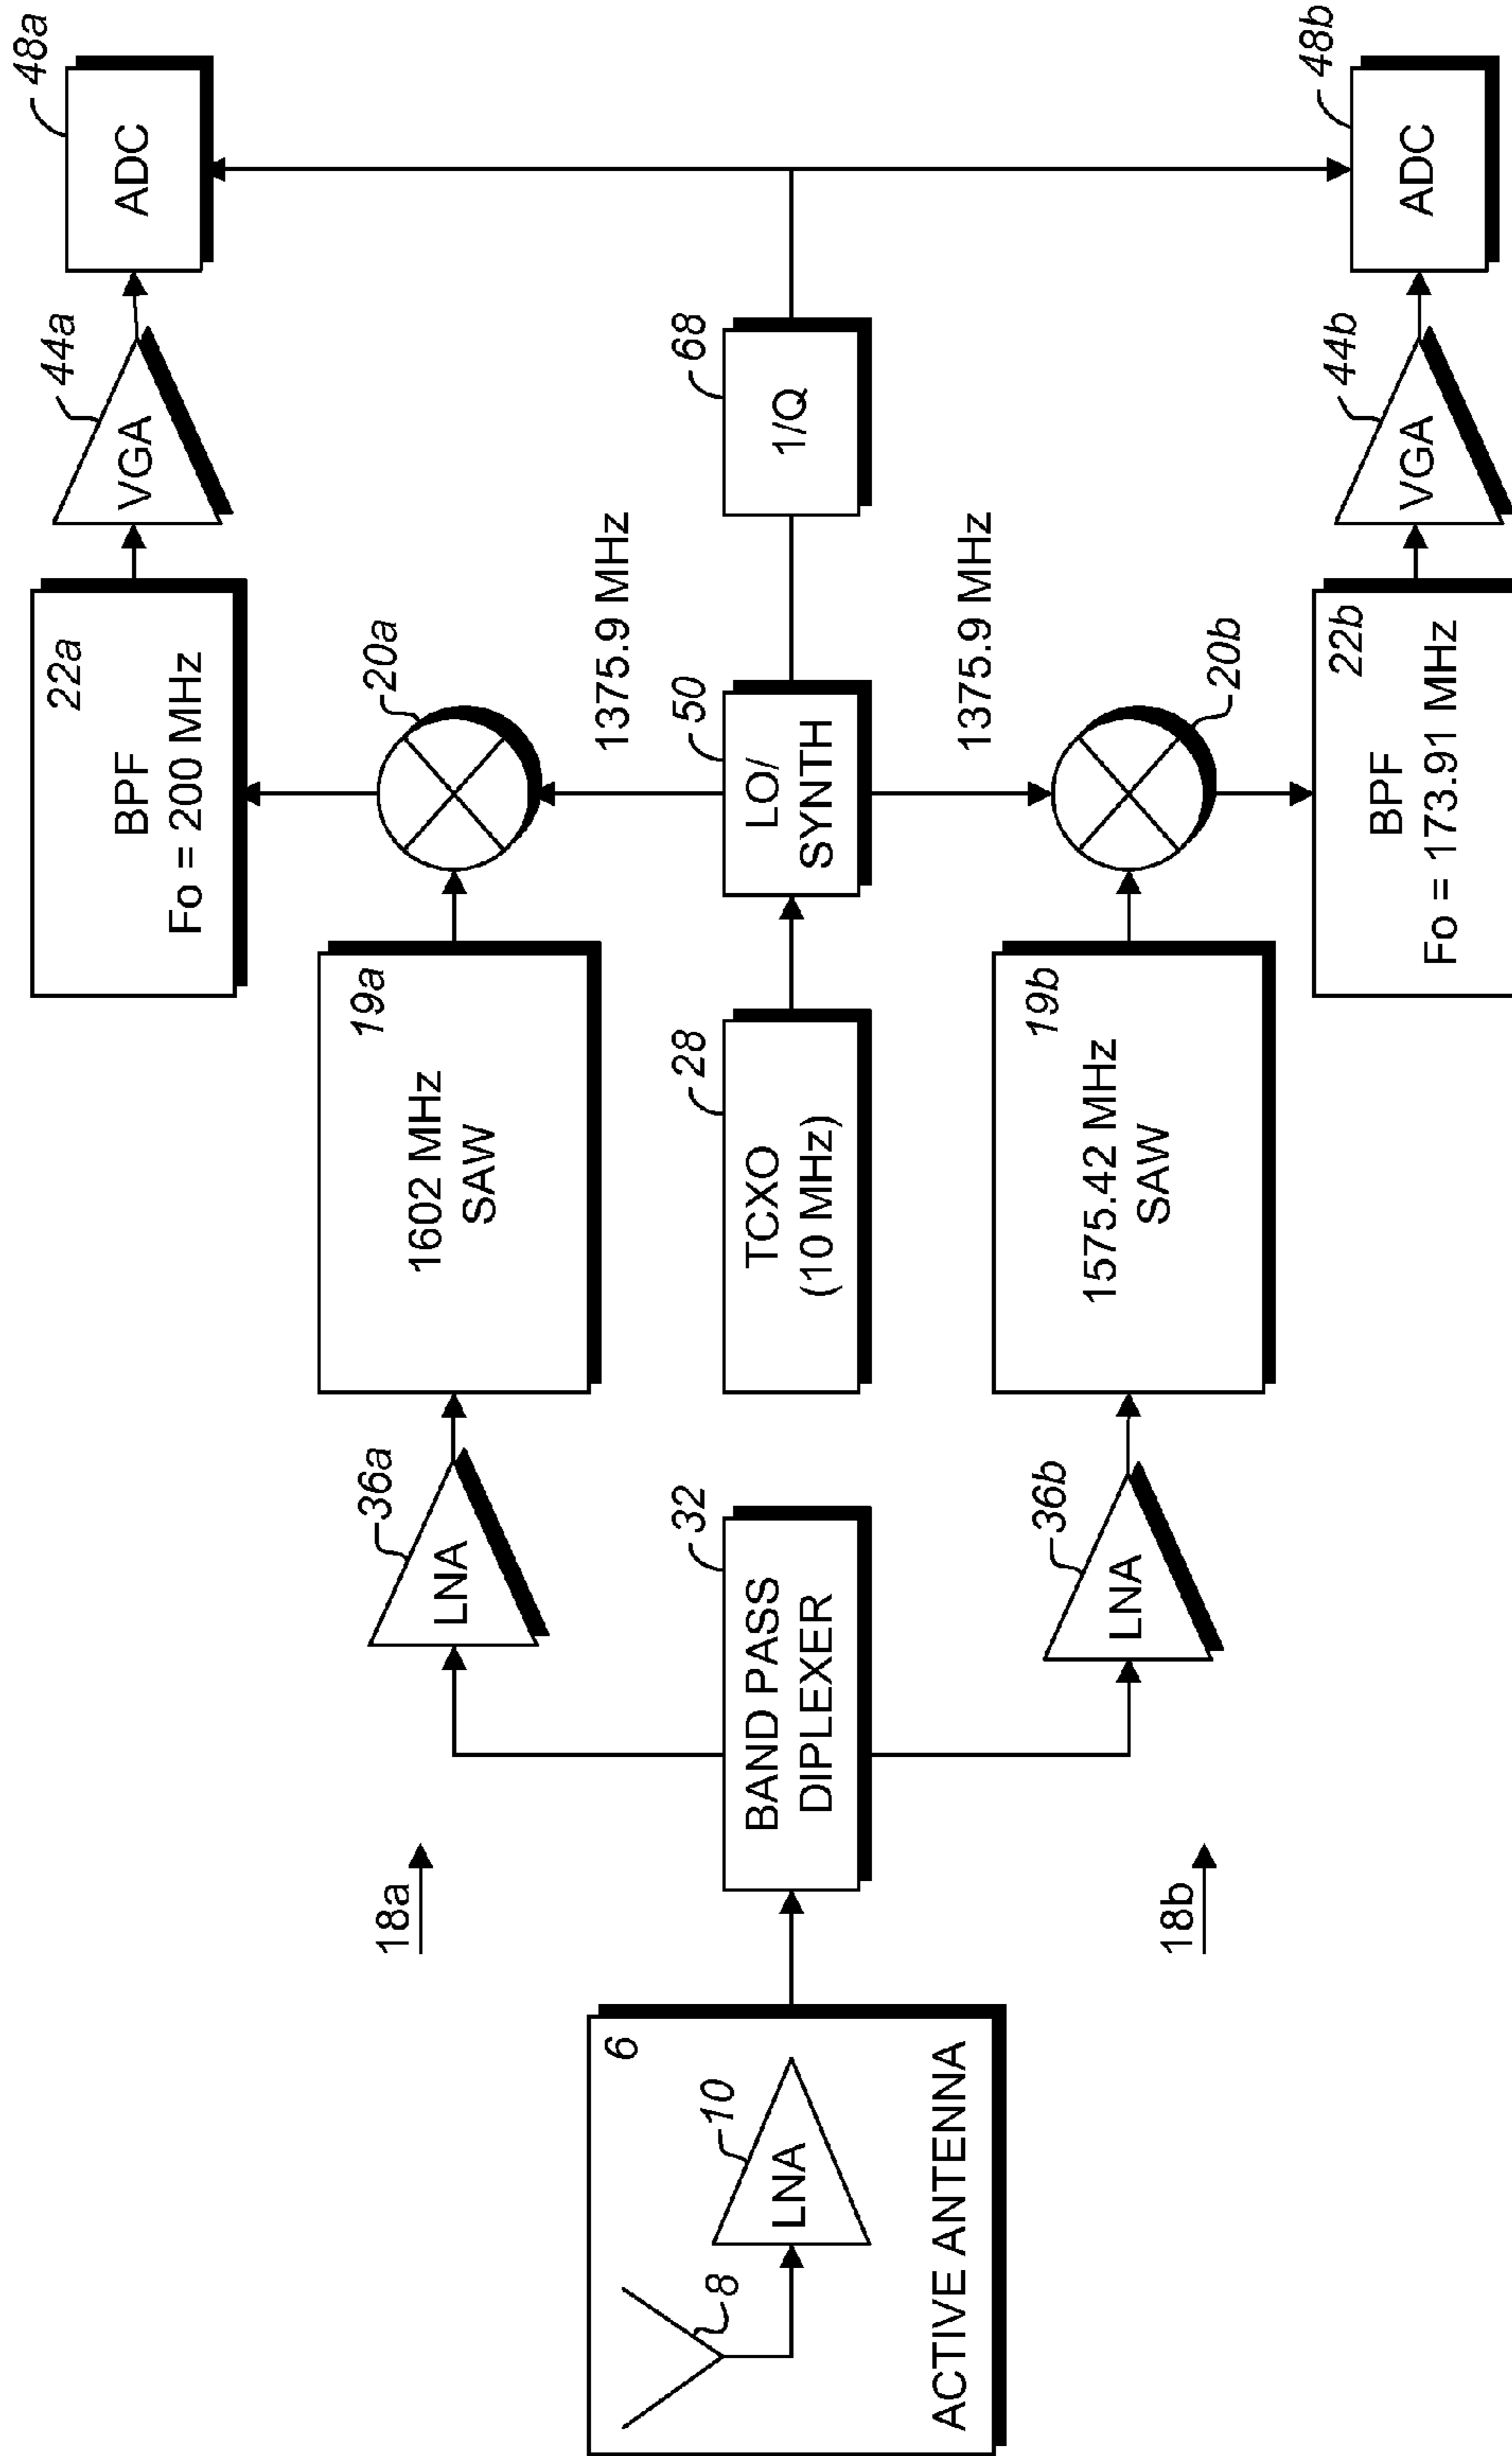 6
8
10
LNA
ACTIVE ANTENNA
18a
18b
32
BAND PASS
DIPLEXER
36a
LNA
36b
LNA
19a
1602 MHz
SAW
28
TCXO
(10 MHz)
19b
1575.42 MHz
SAW
22a
BPF
Fo = 200 MHz
20a
1375.9 MHz
50
LO/
SYNTH
1375.9 MHz
20b
22b
BPF
Fo = 173.91 MHz
44a
VGA
68
1/Q
44b
VGA
48a
ADC
48b
ADC